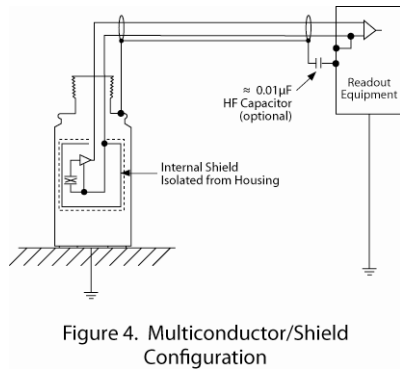 ≈ 0.01µF
HF Capacitor
(optional)
Readout
Equipment
Internal Shield
Isolated from Housing
Figure 4. Multiconductor/Shield
Configuration